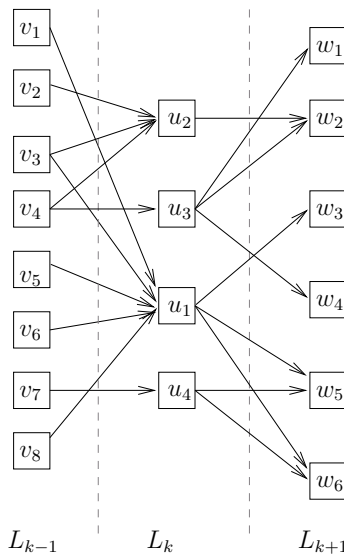 v₁
v₂
v₃
v₄
v₅
v₆
v₇
v₈
u₂
u₃
u₁
u₄
w₁
w₂
w₃
w₄
w₅
w₆
Lₖ₋₁ Lₖ Lₖ₊₁